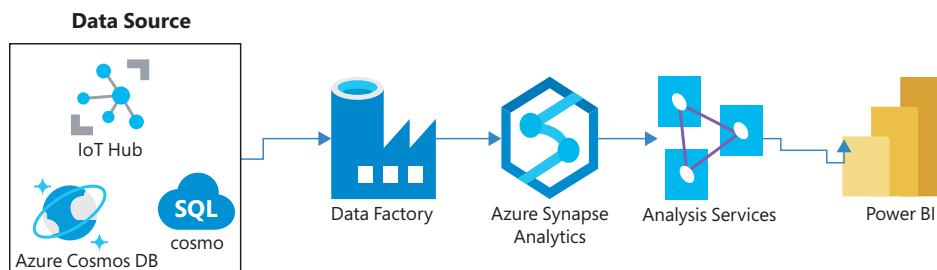 Data Source
IoT Hub
SQL
cosmo
Azure Cosmos DB
Data Factory
Azure Synapse
Analytics
Analysis Services
Power BI